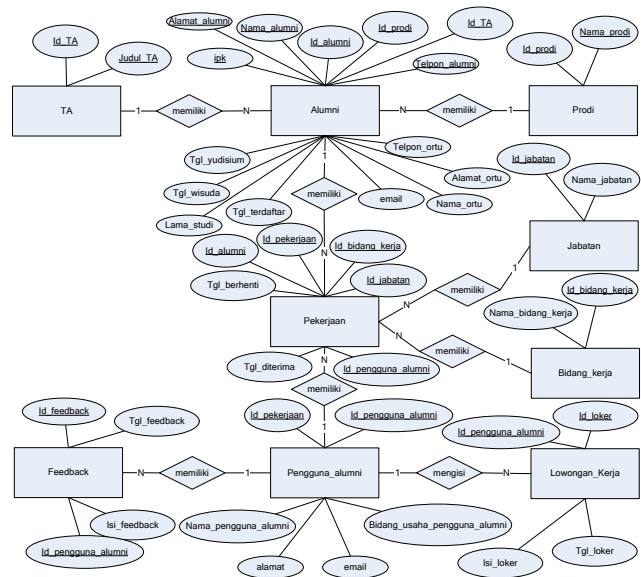 Alamat_alumni
Nama_alumni
Id_alumni
Id_prodi
Id_TA
Nama_prodi
Id_TA
Id_prodi
Judul_TA
ipk
Telpon_alumni
TA
1
memiliki
N
Alumni
N
memiliki
1
Prodi
Tgl_yudisium
1
Telpon_ortu
Tgl_wisuda
memiliki
email
Alamat_ortu
Id_jabatan
Nama_jabatan
Lama_studi
Tgl_terdaftar
Nama_ortu
Id_alumni
Id_pekerjaan
Id_bidang_kerja
N
Tgl_berhenti
Id_jabatan
Jabatan
1
memiliki
N
Id_bidang_kerja
Nama_bidang_kerja
Pekerjaan
N
memiliki
1
Bidang_kerja
Tgl_diterima
N
Id_pengguna_alumni
memiliki
1
Id_feedback
Tgl_feedback
Id_pekerjaan
Id_pengguna_alumni
Id_loker
Id_pengguna_alumni
Feedback
N
memiliki
1
Pengguna_alumni
1
mengisi
N
Lowongan_Kerja
Isi_feedback
Id_pengguna_alumni
Nama_pengguna_alumni
Bidang_usaha_pengguna_alumni
alamat
email
Isi_loker
Tgl_loker